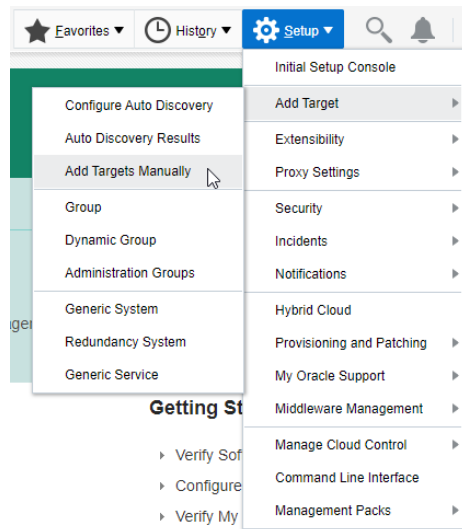 Favorites ▼ History ▼ Setup ▼
Initial Setup Console
Add Target
Extensibility
Proxy Settings
Security
Incidents
Notifications
Hybrid Cloud
Provisioning and Patching
My Oracle Support
Middleware Management
Manage Cloud Control
Command Line Interface
Management Packs
Configure Auto Discovery
Auto Discovery Results
Add Targets Manually
Group
Dynamic Group
Administration Groups
Generic System
Redundancy System
Generic Service
ager
Getting St
Verify Sof
Configure
Verify My